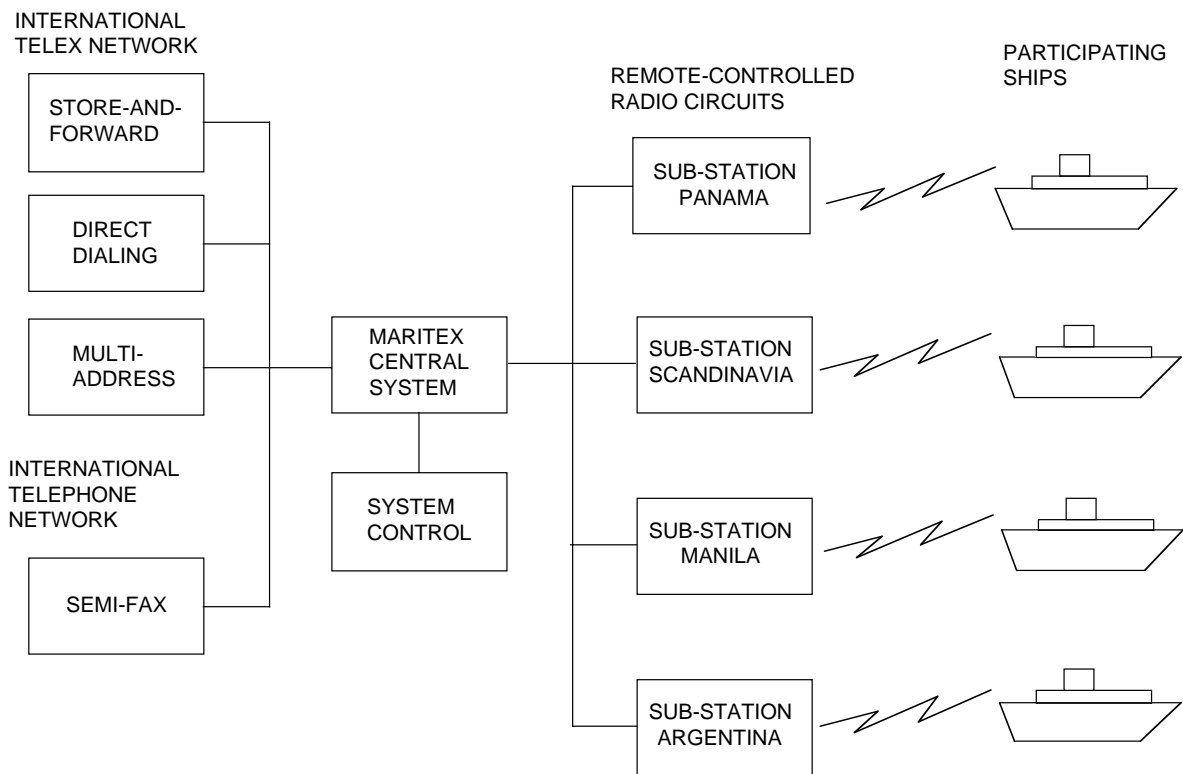 INTERNATIONAL
TELEX NETWORK
STORE-AND-
FORWARD
DIRECT
DIALING
MULTI-
ADDRESS
INTERNATIONAL
TELEPHONE
NETWORK
SEMI-FAX
MARITEX
CENTRAL
SYSTEM
SYSTEM
CONTROL
REMOTE-CONTROLLED
RADIO CIRCUITS
SUB-STATION
PANAMA
SUB-STATION
SCANDINAVIA
SUB-STATION
MANILA
SUB-STATION
ARGENTINA
PARTICIPATING
SHIPS